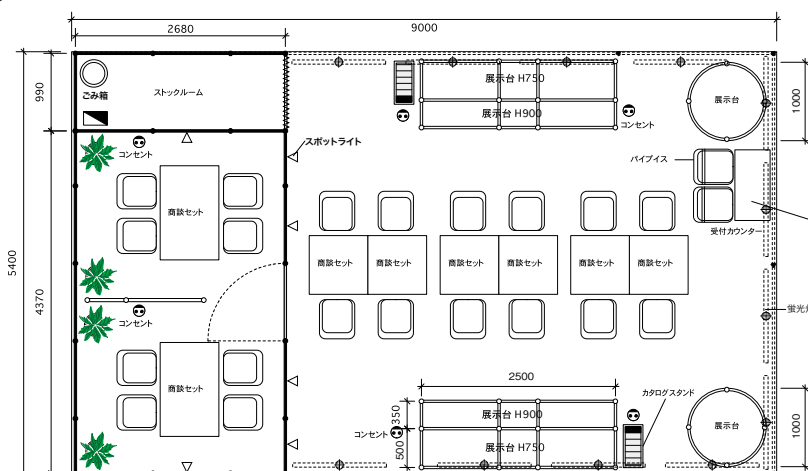 2680
9000
990
ごみ箱
ストックルーム
展示台 H750
展示台 H900
コンセント
展示台
1000
コンセント
スポットライト
パイプイス
商談セット
受付カウンター
5400
4370
商談セット
商談セット
商談セット
商談セット
商談セット
商談セット
コンセント
蛍光
商談セット
2500
カタログスタンド
350
展示台 H900
コンセント
500
展示台 H750
展示台
1000